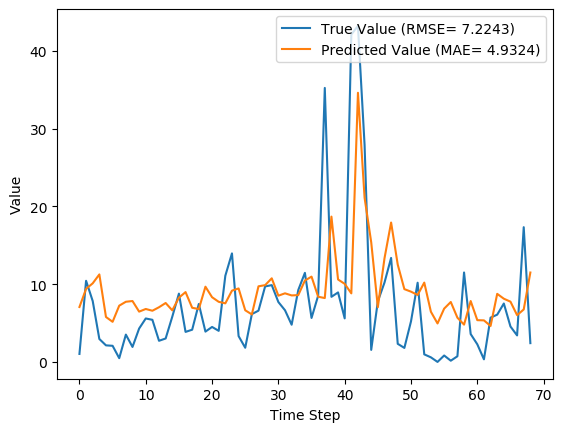 True Value (RMSE= 7.2243)
Predicted Value (MAE= 4.9324)
40
30
20
10
0
Value
0 10 20 30 40 50 60 70
Time Step